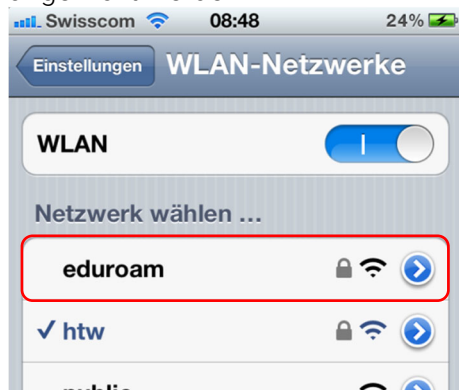 Swisscom 08:48 24%
Einstellungen WLAN-Netzwerke
WLAN
Netzwerk wählen ...
eduroam
✓ htw